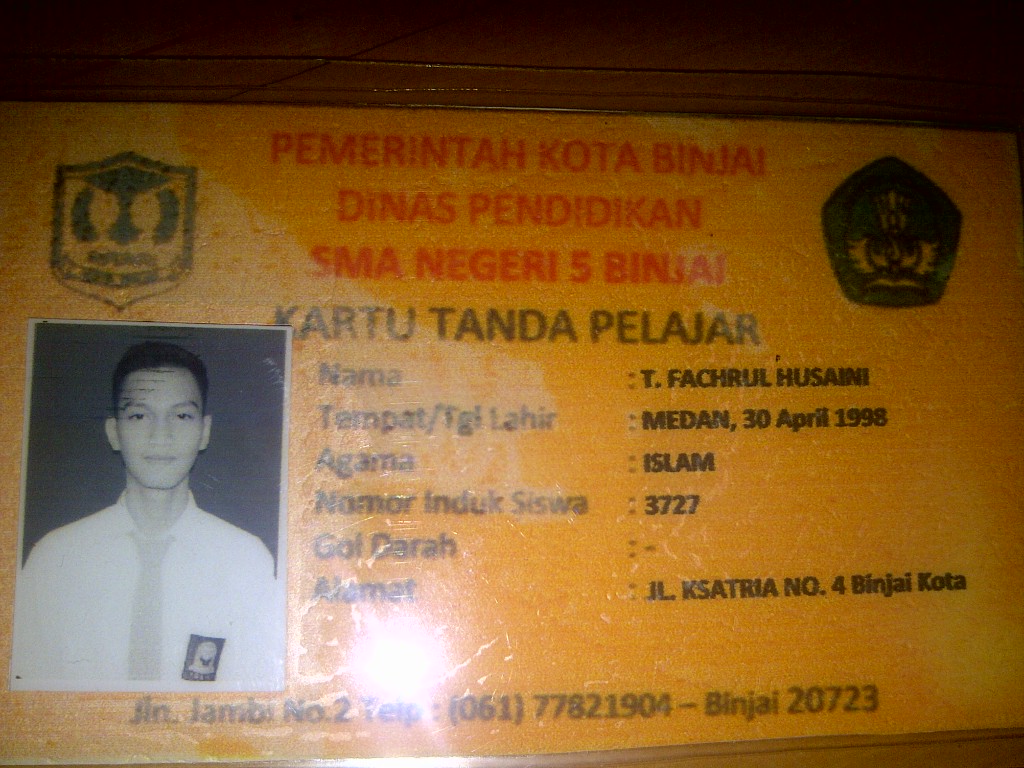 PEMERINTAH KOTA BINJAI
DINAS PENDIDIKAN
SMA NEGERI 5 BINJAI
KARTU TANDA PELAJAR
Nama : T. FACHRUL HUSAINI
Tempat/Tgl Lahir : MEDAN, 30 April 1998
Agama : ISLAM
Nomor Induk Siswa : 3727
Gol Darah : -
Alamat : JL. KSATRIA NO. 4 Binjai Kota
Jln. Jambi No.2 Telp : (061) 77821904 – Binjai 20723